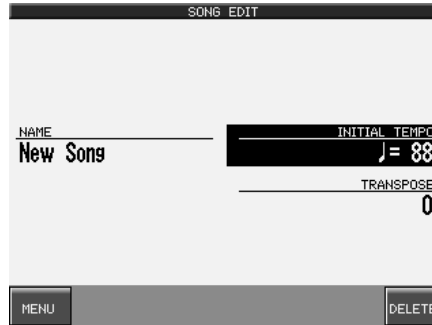 SONG EDIT
NAME
New Song
INITIAL TEMPO
♩= 88
TRANSPOSE
0
MENU
DELETE